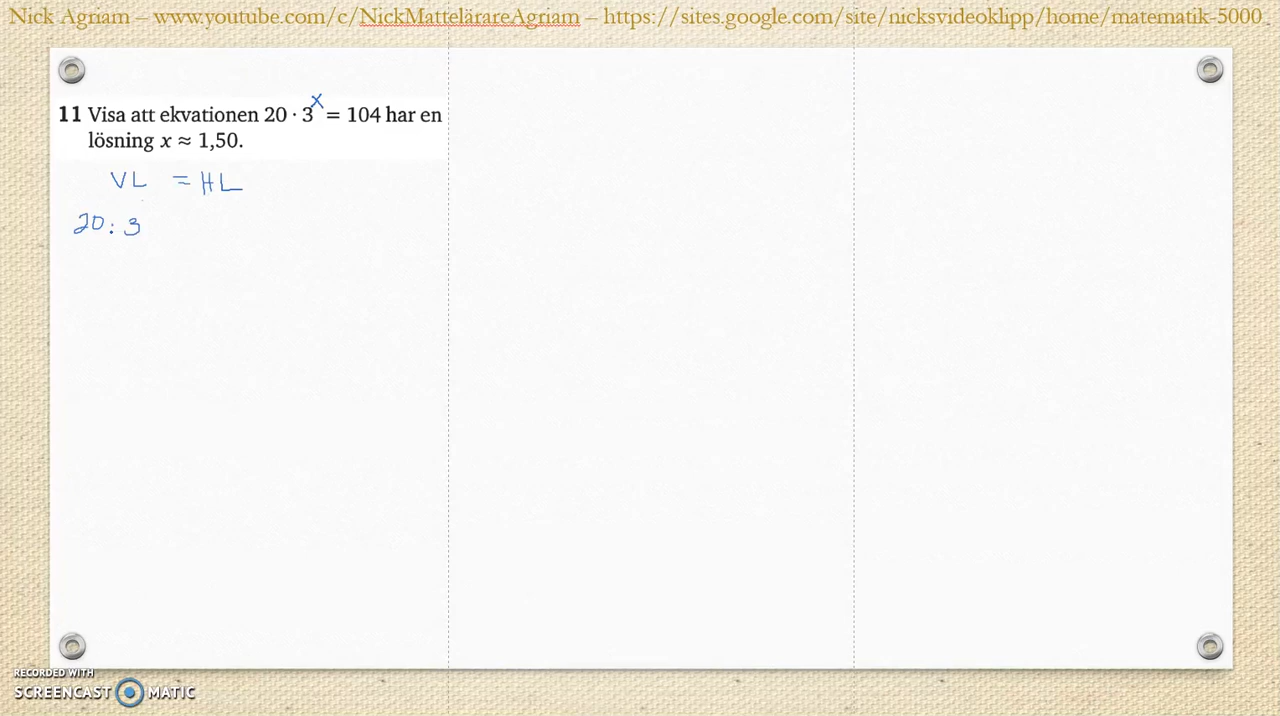 Nick Agriam – www.youtube.com/c/NickMattelärareAgriam – https://sites.google.com/site/nicksvideoklipp/home/matematik-5000
11 Visa att ekvationen 20 · 3^x = 104 har en
lösning x ≈ 1,50.
VL = HL
20 · 3
RECORDED WITH
SCREENCAST MATIC